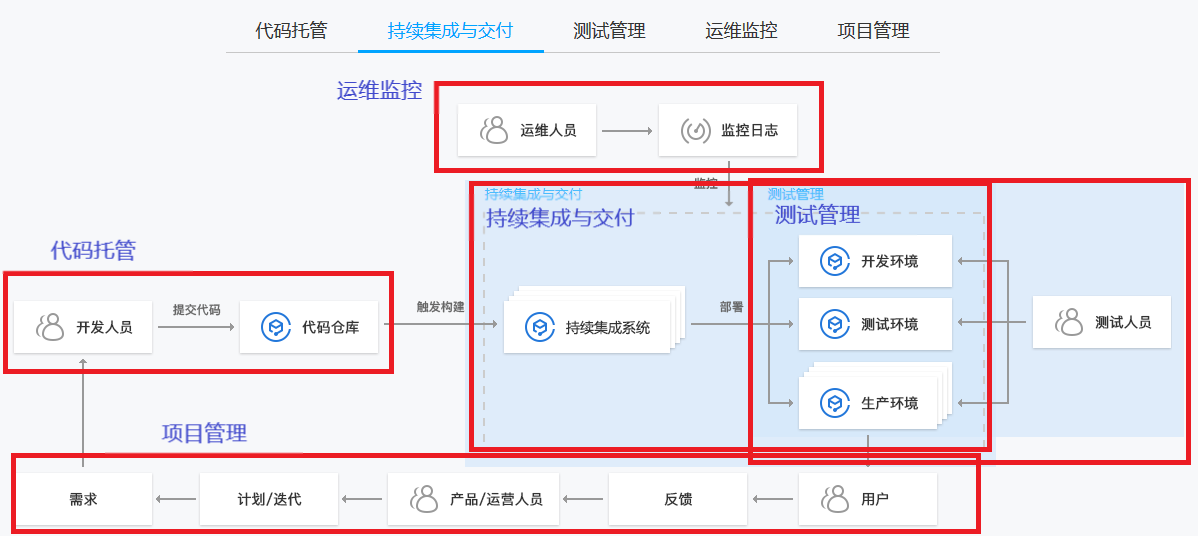 代码托管
持续集成与交付
测试管理
运维监控
项目管理
运维监控
运维人员
监控日志
监控
持续集成与交付
测试管理
持续集成与交付
测试管理
代码托管
开发环境
提交代码
触发构建
部署
开发人员
代码仓库
持续集成系统
测试环境
测试人员
生产环境
项目管理
需求
计划/迭代
产品/运营人员
反馈
用户